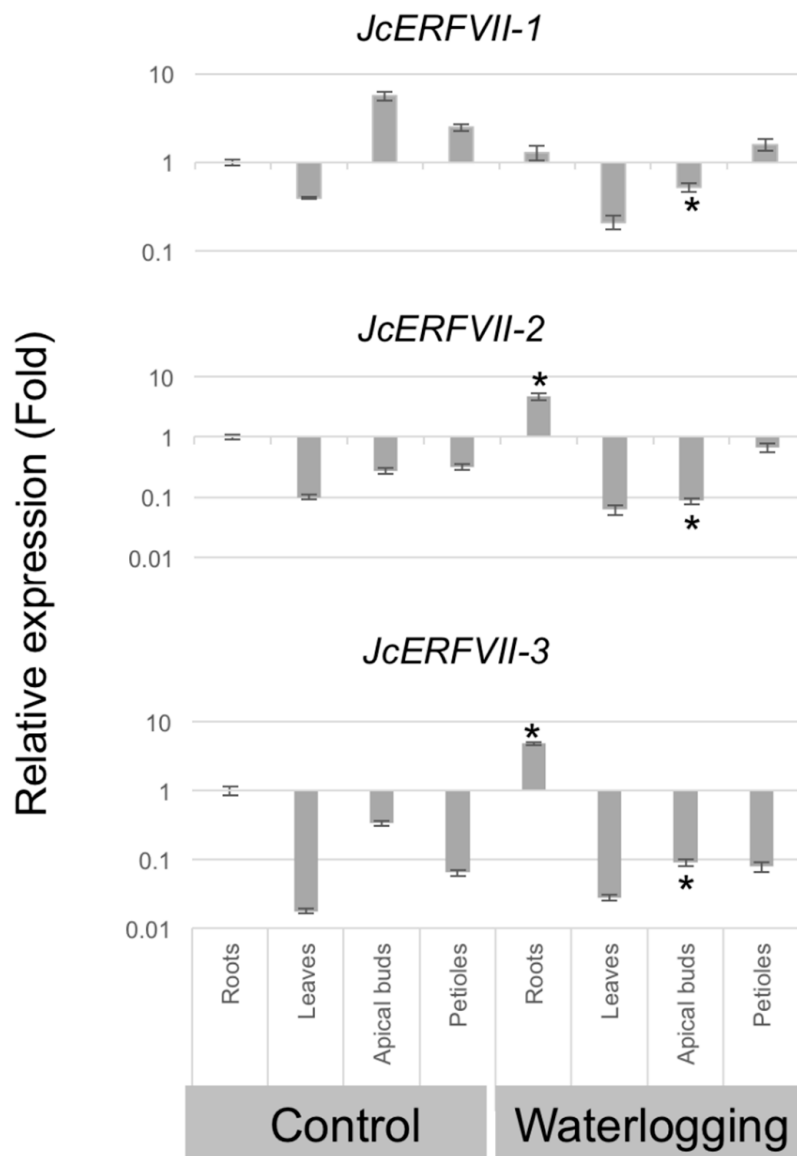 JcERFVII-1
10
1
0.1
*
JcERFVII-2
10
1
0.1
0.01
*
*
JcERFVII-3
10
1
0.1
0.01
*
*
Relative expression (Fold)
Roots
Leaves
Apical buds
Petioles
Roots
Leaves
Apical buds
Petioles
Control
Waterlogging